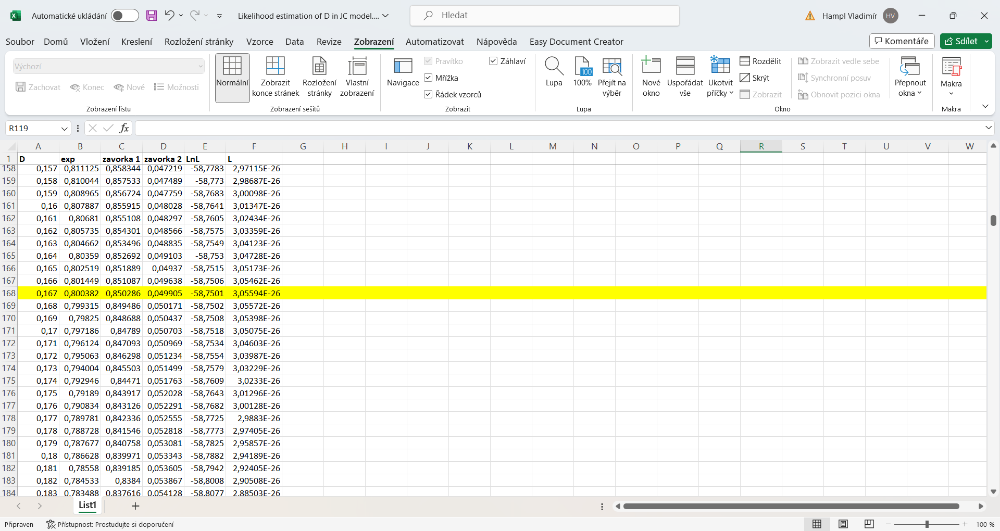 Automatické ukládání Likelihood estimation of D in JC model.... Hledat Hampl Vladimír HV
Soubor Domů Vložení Kreslení Rozložení stránky Vzorce Data Revize Zobrazení Automatizovat Nápověda Easy Document Creator Komentáře Sdílet
Výchozí
Zachovat Konec Nové Možnosti
Zobrazení listu
Normální
Zobrazit konce stránek
Rozložení stránky
Vlastní zobrazení
Zobrazení sešitů
Navigace
Pravítko
Mřížka
Řádek vzorců
Záhlaví
Zobrazit
Lupa
100
100%
Přejít na výběr
Lupa
Nové okno
Uspořádat vše
Ukotvit příčky
Rozdělit
Skrýt
Zobrazit
Zobrazit vedle sebe
Synchronní posuv
Obnovit pozici okna
Přepnout okna
Okno
Makra
Makra
R119 fx
A B C D E F G H I J K L M N O P Q R S T U V W
1 D exp zavorka 1 zavorka 2 LnL L
158 0,157 0,811125 0,858344 0,047219 -58,7783 2,97115E-26
159 0,158 0,810044 0,857533 0,047489 -58,773 2,98687E-26
160 0,159 0,808965 0,856724 0,047759 -58,7683 3,00098E-26
161 0,16 0,807887 0,855915 0,048028 -58,7641 3,01347E-26
162 0,161 0,80681 0,855108 0,048297 -58,7605 3,02434E-26
163 0,162 0,805735 0,854301 0,048566 -58,7575 3,03359E-26
164 0,163 0,804662 0,853496 0,048835 -58,7549 3,04123E-26
165 0,164 0,80359 0,852692 0,049103 -58,753 3,04728E-26
166 0,165 0,802519 0,851889 0,04937 -58,7515 3,05173E-26
167 0,166 0,801449 0,851087 0,049638 -58,7506 3,05462E-26
168 0,167 0,800382 0,850286 0,049905 -58,7501 3,05594E-26
169 0,168 0,799315 0,849486 0,050171 -58,7502 3,05572E-26
170 0,169 0,79825 0,848688 0,050437 -58,7508 3,05398E-26
171 0,17 0,797186 0,84789 0,050703 -58,7518 3,05075E-26
172 0,171 0,796124 0,847093 0,050969 -58,7534 3,04603E-26
173 0,172 0,795063 0,846298 0,051234 -58,7554 3,03987E-26
174 0,173 0,794004 0,845503 0,051499 -58,7579 3,03229E-26
175 0,174 0,792946 0,84471 0,051763 -58,7609 3,0233E-26
176 0,175 0,79189 0,843917 0,052028 -58,7643 3,01296E-26
177 0,176 0,790834 0,843126 0,052291 -58,7682 3,00128E-26
178 0,177 0,789781 0,842336 0,052555 -58,7725 2,9883E-26
179 0,178 0,788728 0,841546 0,052818 -58,7773 2,97405E-26
180 0,179 0,787677 0,840758 0,053081 -58,7825 2,95857E-26
181 0,18 0,786628 0,839971 0,053343 -58,7882 2,94189E-26
182 0,181 0,78558 0,839185 0,053605 -58,7942 2,92405E-26
183 0,182 0,784533 0,8384 0,053867 -58,8008 2,90508E-26
184 0,183 0,783488 0,837616 0,054128 -58,8077 2,88503E-26
List1
Připraven Přístupnost: Prostudujte si doporučení 100 %